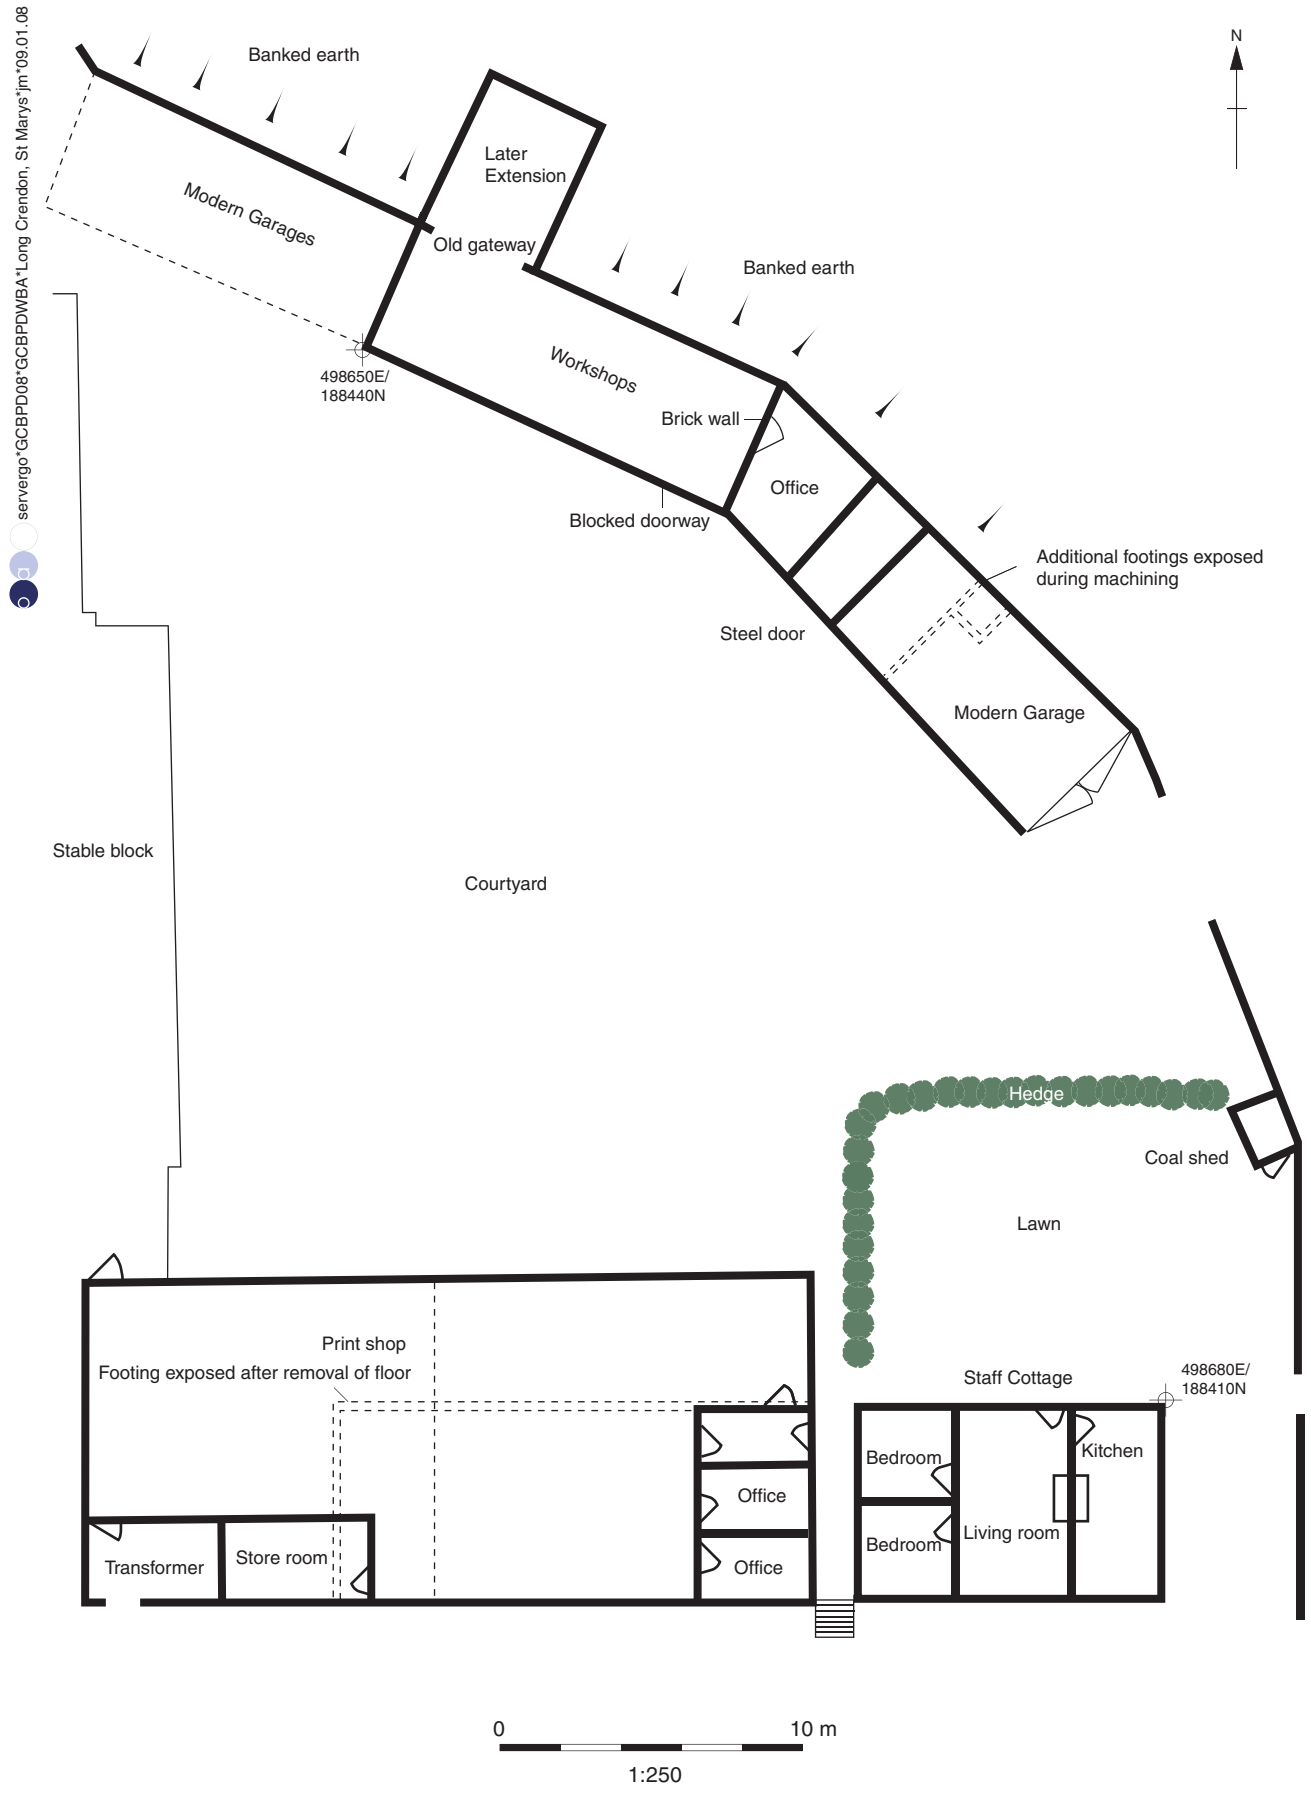 servergo*GCBPD08*GCBPDWBA*Long Crendon, St Marys*jm*09.01.08
N
Banked earth
Later
Extension
Modern Garages
Old gateway
Banked earth
Workshops
498650E/
188440N
Brick wall
Office
Blocked doorway
Additional footings exposed
during machining
Steel door
Modern Garage
Stable block
Courtyard
Hedge
Coal shed
Lawn
Print shop
Footing exposed after removal of floor
Staff Cottage
498680E/
188410N
Bedroom
Kitchen
Office
Living room
Bedroom
Transformer
Store room
Office
0
10 m
1:250